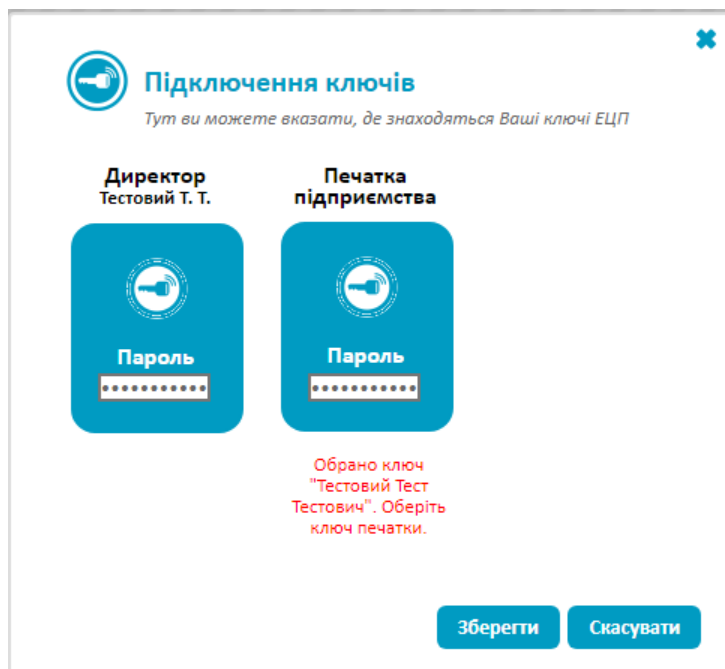 Підключення ключів
Тут ви можете вказати, де знаходяться Ваші ключі ЕЦП
Директор
Тестовий Т. Т.
Печатка
підприємства
Пароль
Пароль
Обрано ключ
"Тестовий Тест
Тестович". Оберіть
ключ печатки.
Зберегти
Скасувати